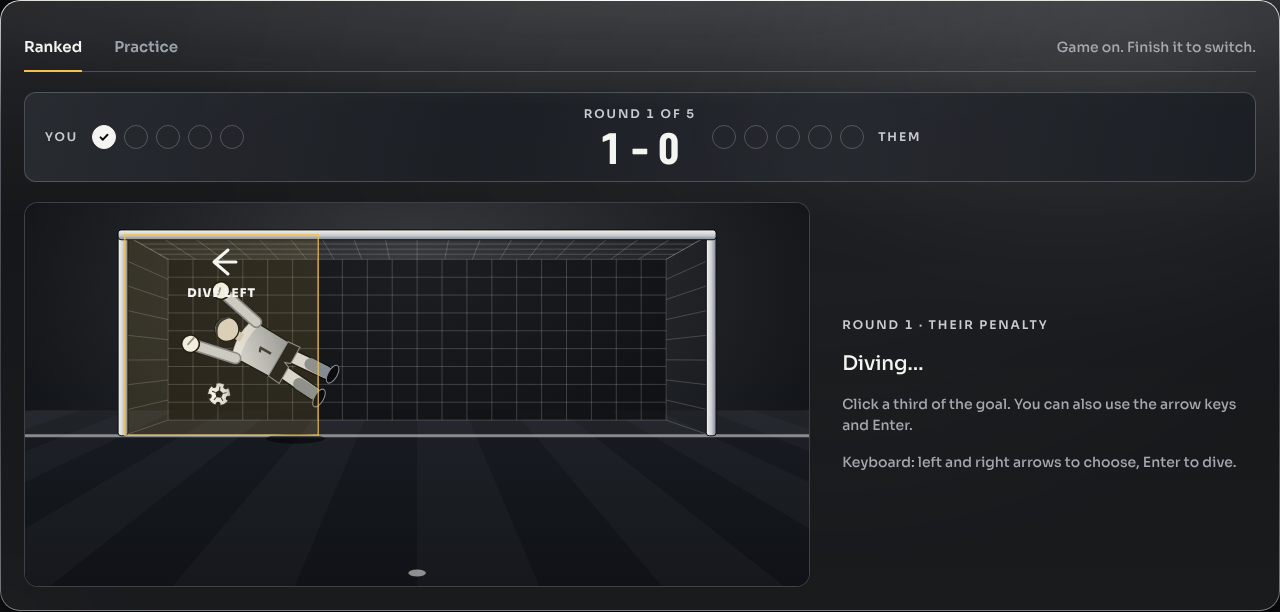 Ranked
Practice
Game on. Finish it to switch.
YOU
ROUND 1 OF 5
1 - 0
THEM
DIVE LEFT
1
ROUND 1 · THEIR PENALTY
Diving...
Click a third of the goal. You can also use the arrow keys
and Enter.
Keyboard: left and right arrows to choose, Enter to dive.